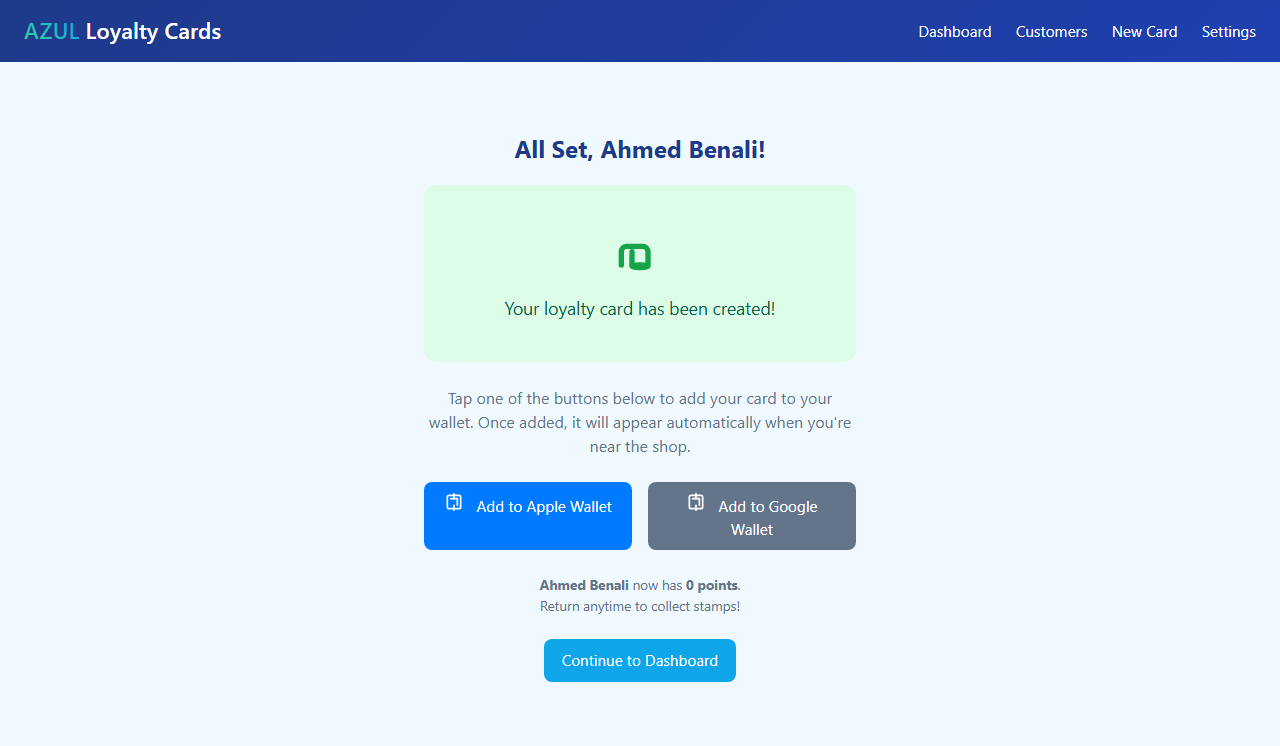 AZUL Loyalty Cards
Dashboard
Customers
New Card
Settings
All Set, Ahmed Benali!
Your loyalty card has been created!
Tap one of the buttons below to add your card to your
wallet. Once added, it will appear automatically when you're
near the shop.
Add to Apple Wallet
Add to Google
Wallet
Ahmed Benali now has 0 points.
Return anytime to collect stamps!
Continue to Dashboard